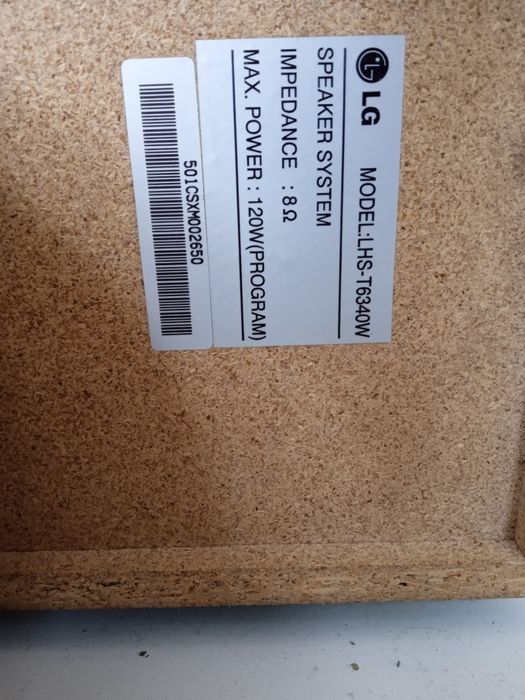 LG MODEL:LHS-T6340W
SPEAKER SYSTEM
IMPEDANCE : 8Ω
MAX. POWER : 120W(PROGRAM)
501CSXM002650